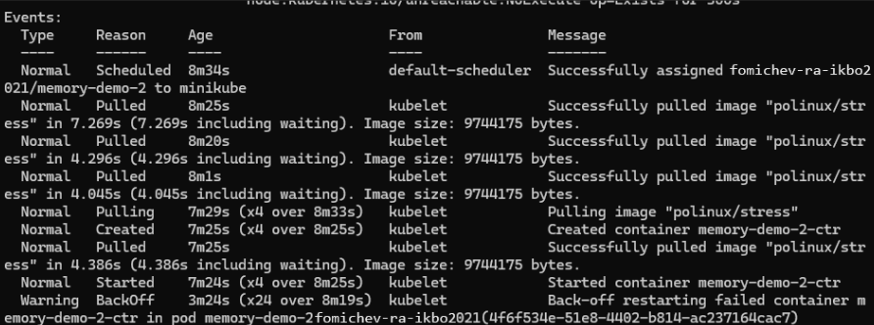 node.kubernetes.io/unreachable:NoExecute op=Exists for 300s
Events:
  Type     Reason     Age                    From               Message
  ----     ------     ----                   ----               -------
  Normal   Scheduled  8m34s                  default-scheduler  Successfully assigned fomichev-ra-ikbo2
021/memory-demo-2 to minikube
  Normal   Pulled     8m25s                  kubelet            Successfully pulled image "polinux/str
ess" in 7.269s (7.269s including waiting). Image size: 9744175 bytes.
  Normal   Pulled     8m20s                  kubelet            Successfully pulled image "polinux/str
ess" in 4.296s (4.296s including waiting). Image size: 9744175 bytes.
  Normal   Pulled     8m1s                   kubelet            Successfully pulled image "polinux/str
ess" in 4.045s (4.045s including waiting). Image size: 9744175 bytes.
  Normal   Pulling    7m29s (x4 over 8m33s)  kubelet            Pulling image "polinux/stress"
  Normal   Created    7m25s (x4 over 8m25s)  kubelet            Created container memory-demo-2-ctr
  Normal   Pulled     7m25s                  kubelet            Successfully pulled image "polinux/str
ess" in 4.386s (4.386s including waiting). Image size: 9744175 bytes.
  Normal   Started    7m24s (x4 over 8m25s)  kubelet            Started container memory-demo-2-ctr
  Warning  BackOff    3m24s (x24 over 8m19s) kubelet            Back-off restarting failed container m
emory-demo-2-ctr in pod memory-demo-2fomichev-ra-ikbo2021(4f6f534e-51e8-4402-b814-ac237164cac7)